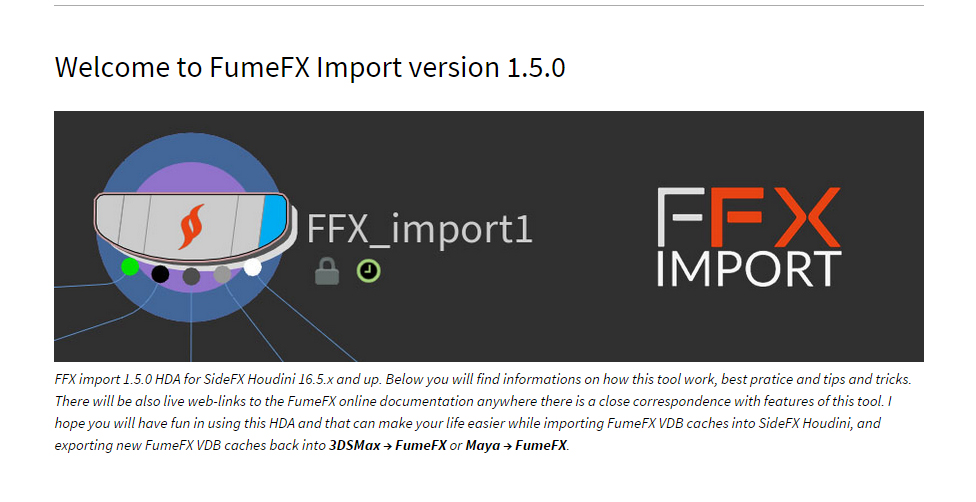 Welcome to FumeFX Import version 1.5.0
FFX_import1
FFX
IMPORT
FFX import 1.5.0 HDA for SideFX Houdini 16.5.x and up. Below you will find informations on how this tool work, best pratice and tips and tricks.
There will be also live web-links to the FumeFX online documentation anywhere there is a close correspondence with features of this tool. I
hope you will have fun in using this HDA and that can make your life easier while importing FumeFX VDB caches into SideFX Houdini, and
exporting new FumeFX VDB caches back into 3DSMax → FumeFX or Maya → FumeFX.